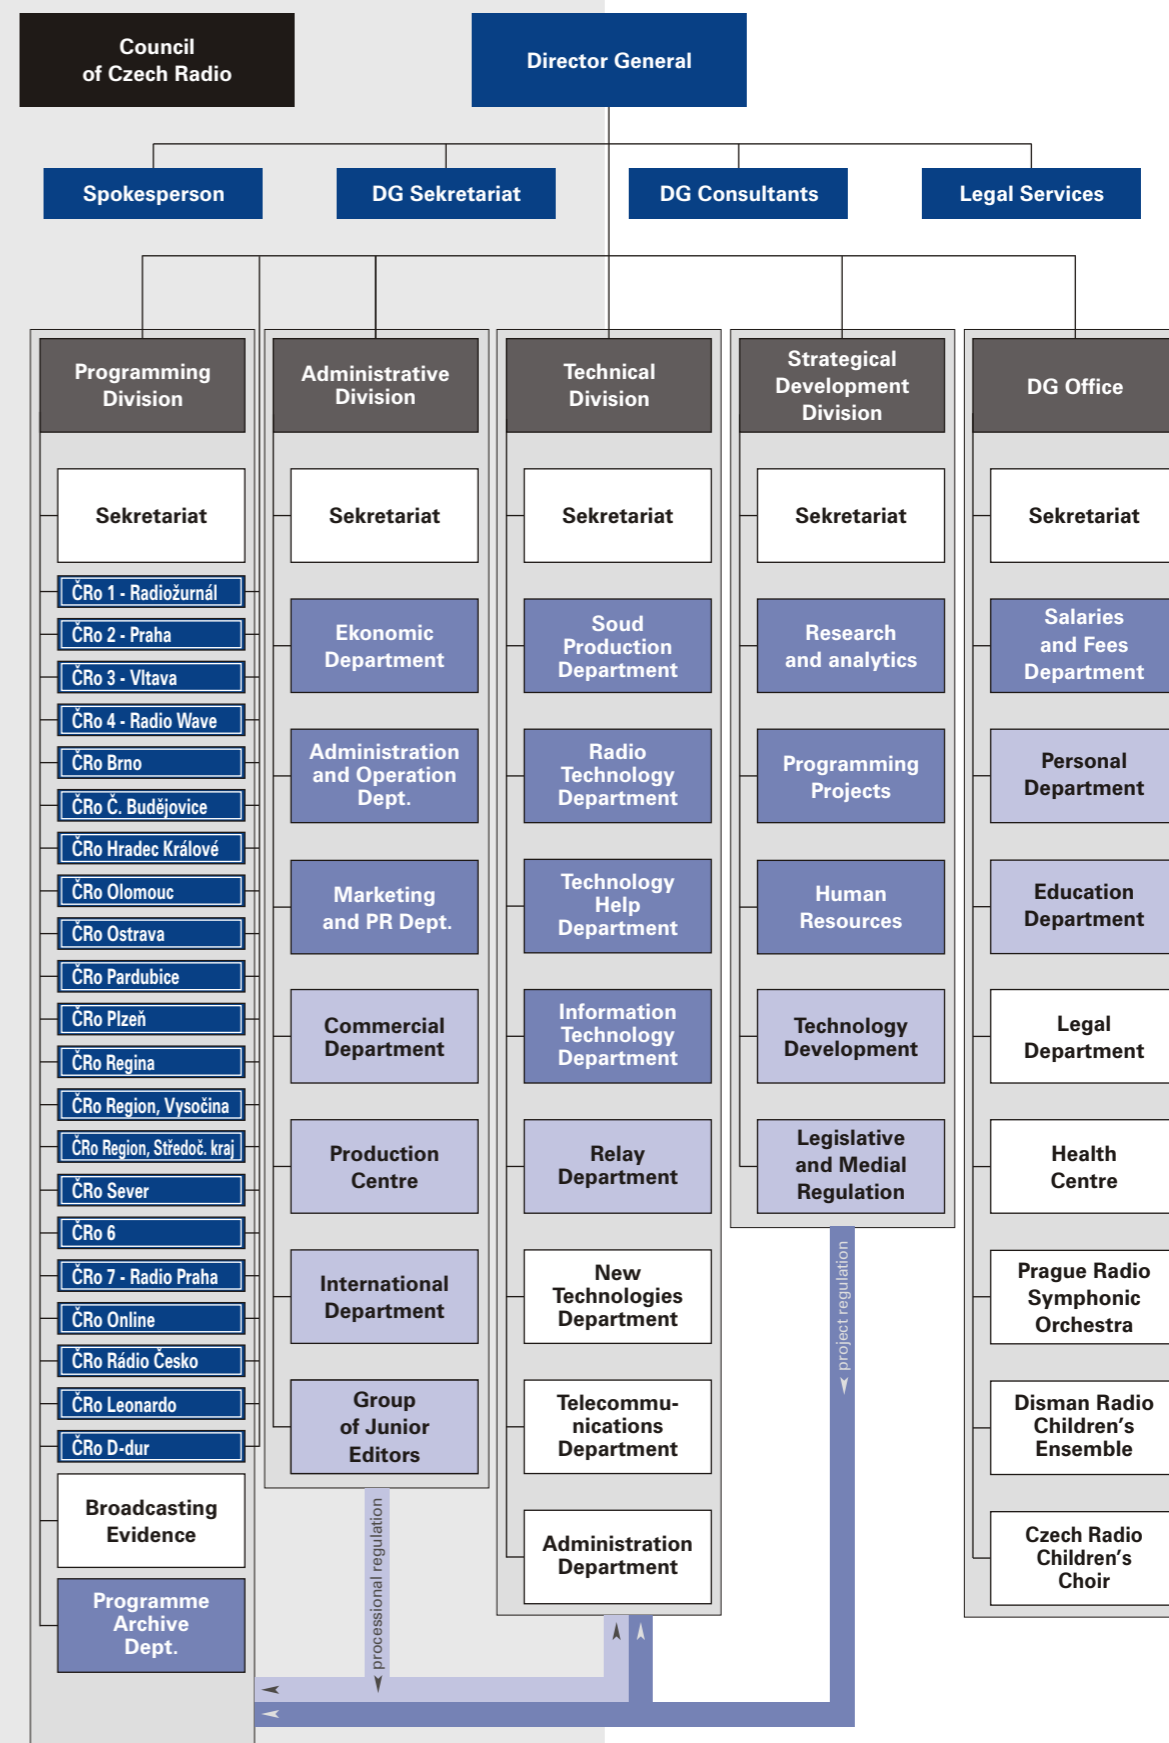 Council
of Czech Radio
Director General
Spokesperson
DG Sekretariat
DG Consultants
Legal Services
Programming
Division
Sekretariat
ČRo 1 - Radiožurnál
ČRo 2 - Praha
ČRo 3 - Vltava
ČRo 4 - Radio Wave
ČRo Brno
ČRo Č. Budějovice
ČRo Hradec Králové
ČRo Olomouc
ČRo Ostrava
ČRo Pardubice
ČRo Plzeň
ČRo Regina
ČRo Region, Vysočina
ČRo Region, Středoč. kraj
ČRo Sever
ČRo 6
ČRo 7 - Radio Praha
ČRo Online
ČRo Rádio Česko
ČRo Leonardo
ČRo D-dur
Broadcasting
Evidence
Programme
Archive
Dept.
Administrative
Division
Sekretariat
Ekonomic
Department
Administration
and Operation
Dept.
Marketing
and PR Dept.
Commercial
Department
Production
Centre
International
Department
Group
of Junior
Editors
processional regulation
Technical
Division
Sekretariat
Soud
Production
Department
Radio
Technology
Department
Technology
Help
Department
Information
Technology
Department
Relay
Department
New
Technologies
Department
Telecommu-
nications
Department
Administration
Department
Strategical
Development
Division
Sekretariat
Research
and analytics
Programming
Projects
Human
Resources
Technology
Development
Legislative
and Medial
Regulation
project regulation
DG Office
Sekretariat
Salaries
and Fees
Department
Personal
Department
Education
Department
Legal
Department
Health
Centre
Prague Radio
Symphonic
Orchestra
Disman Radio
Children's
Ensemble
Czech Radio
Children's
Choir